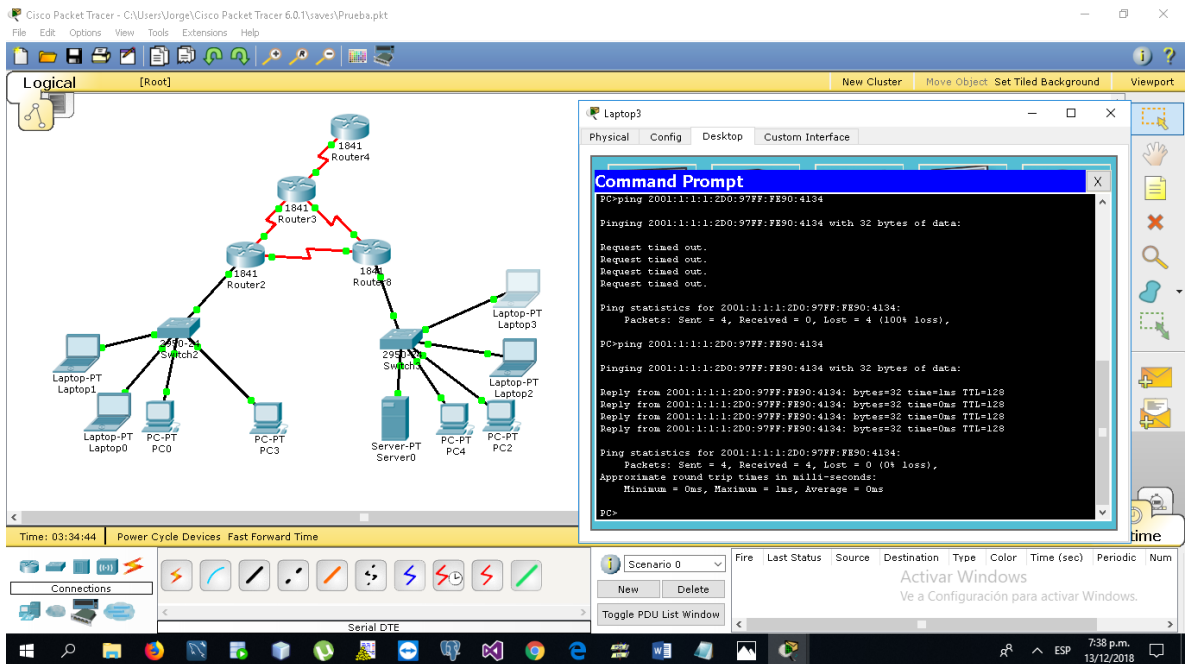 Cisco Packet Tracer - C:\Users\Jorge\Cisco Packet Tracer 6.0.1\saves\Prueba.pkt
File Edit Options View Tools Extensions Help
Logical [Root] New Cluster Move Object Set Tiled Background Viewport
1841
Router4
1841
Router3
1841
Router2
1841
Router8
2950-24
Switch2
2950-24
Laptop-PT
Laptop3
Laptop-PT
Laptop2
Laptop-PT
Laptop1
Laptop-PT
Laptop0
PC-PT
PC0
PC-PT
PC3
Server-PT
Server0
PC-PT
PC4
PC-PT
PC2
Laptop3
Physical Config Desktop Custom Interface
Command Prompt X
PC>ping 2001:1:1:1:2D0:97FF:FE90:4134
Pinging 2001:1:1:1:2D0:97FF:FE90:4134 with 32 bytes of data:
Request timed out.
Request timed out.
Request timed out.
Request timed out.
Ping statistics for 2001:1:1:1:2D0:97FF:FE90:4134:
Packets: Sent = 4, Received = 0, Lost = 4 (100% loss),
PC>ping 2001:1:1:1:2D0:97FF:FE90:4134
Pinging 2001:1:1:1:2D0:97FF:FE90:4134 with 32 bytes of data:
Reply from 2001:1:1:1:2D0:97FF:FE90:4134: bytes=32 time=1ms TTL=128
Reply from 2001:1:1:1:2D0:97FF:FE90:4134: bytes=32 time=0ms TTL=128
Reply from 2001:1:1:1:2D0:97FF:FE90:4134: bytes=32 time=0ms TTL=128
Reply from 2001:1:1:1:2D0:97FF:FE90:4134: bytes=32 time=0ms TTL=128
Ping statistics for 2001:1:1:1:2D0:97FF:FE90:4134:
Packets: Sent = 4, Received = 4, Lost = 0 (0% loss),
Approximate round trip times in milli-seconds:
Minimum = 0ms, Maximum = 1ms, Average = 0ms
PC>
Time: 03:34:44 Power Cycle Devices Fast Forward Time
time
Connections
Serial DTE
Scenario 0
New Delete
Toggle PDU List Window
Fire Last Status Source Destination Type Color Time (sec) Periodic Num
Activar Windows
Ve a Configuración para activar Windows.
ESP
7:38 p.m.
13/12/2018